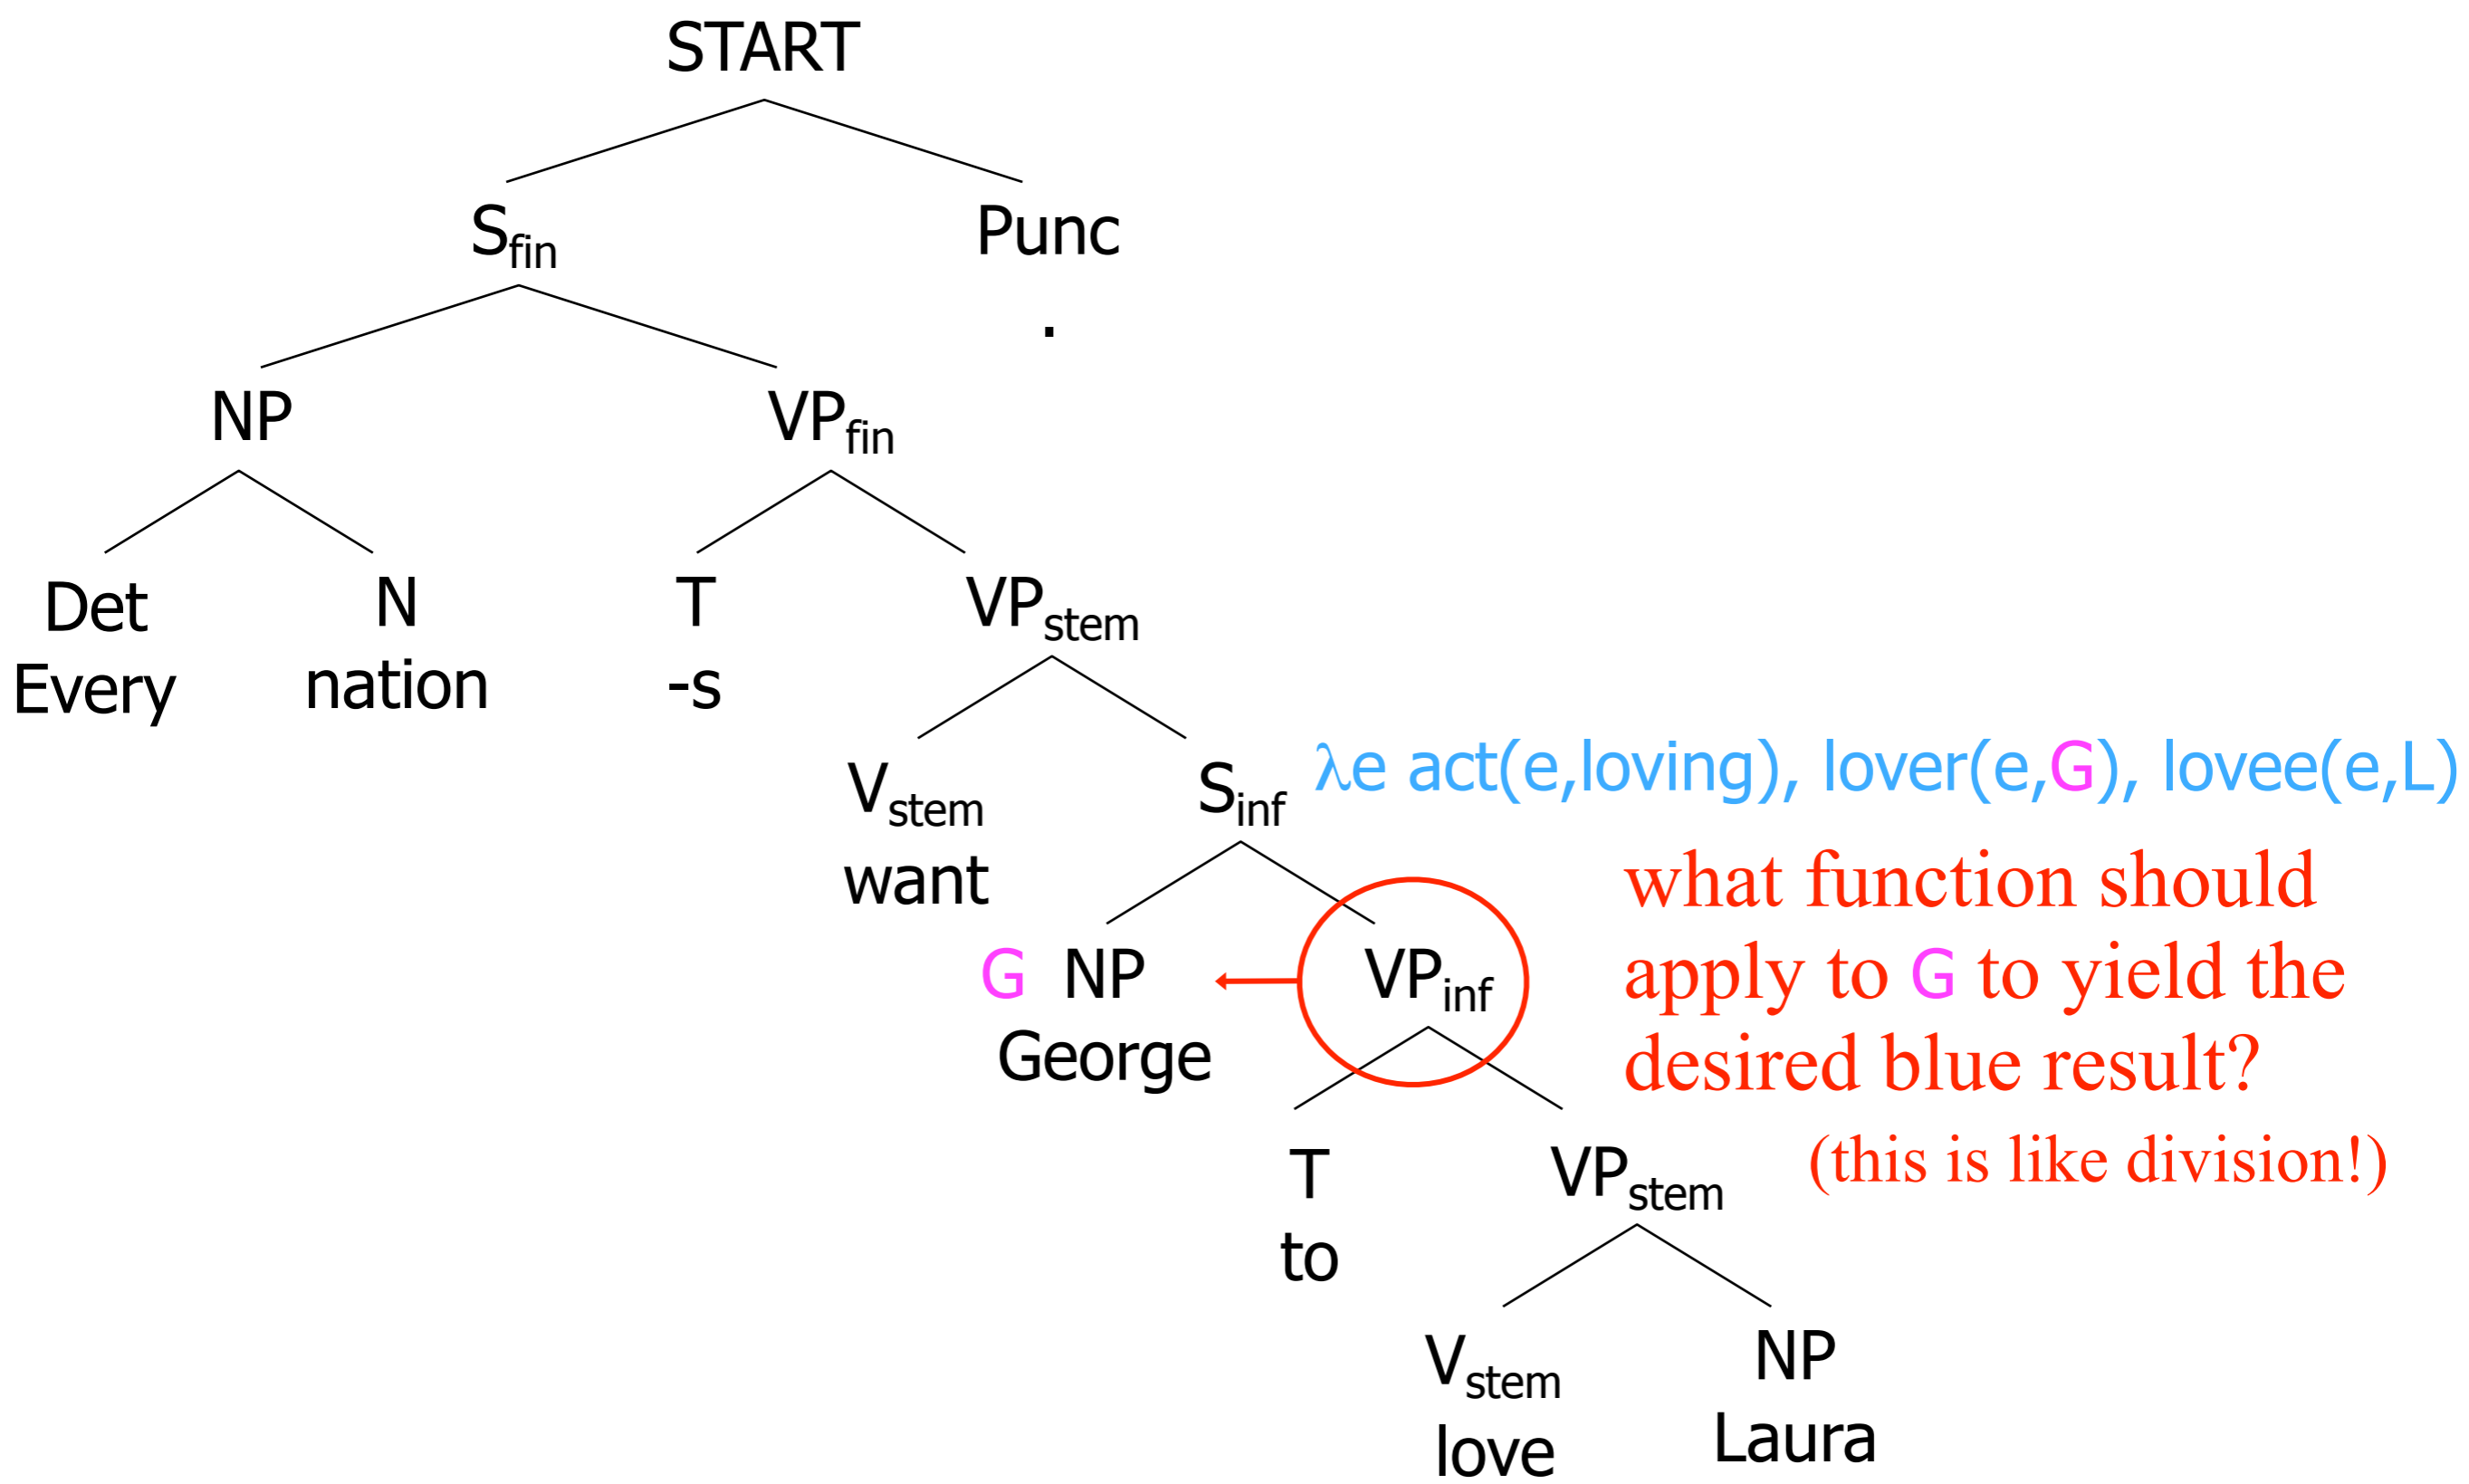 START
Sfin Punc
.
NP VPfin
Det N T VPstem
Every nation -s
λe act(e,loving), lover(e,G), lovee(e,L)
Vstem Sinf
want
what function should
G NP VPinf
apply to G to yield the
George
desired blue result?
(this is like division!)
T VPstem
to
Vstem NP
love Laura